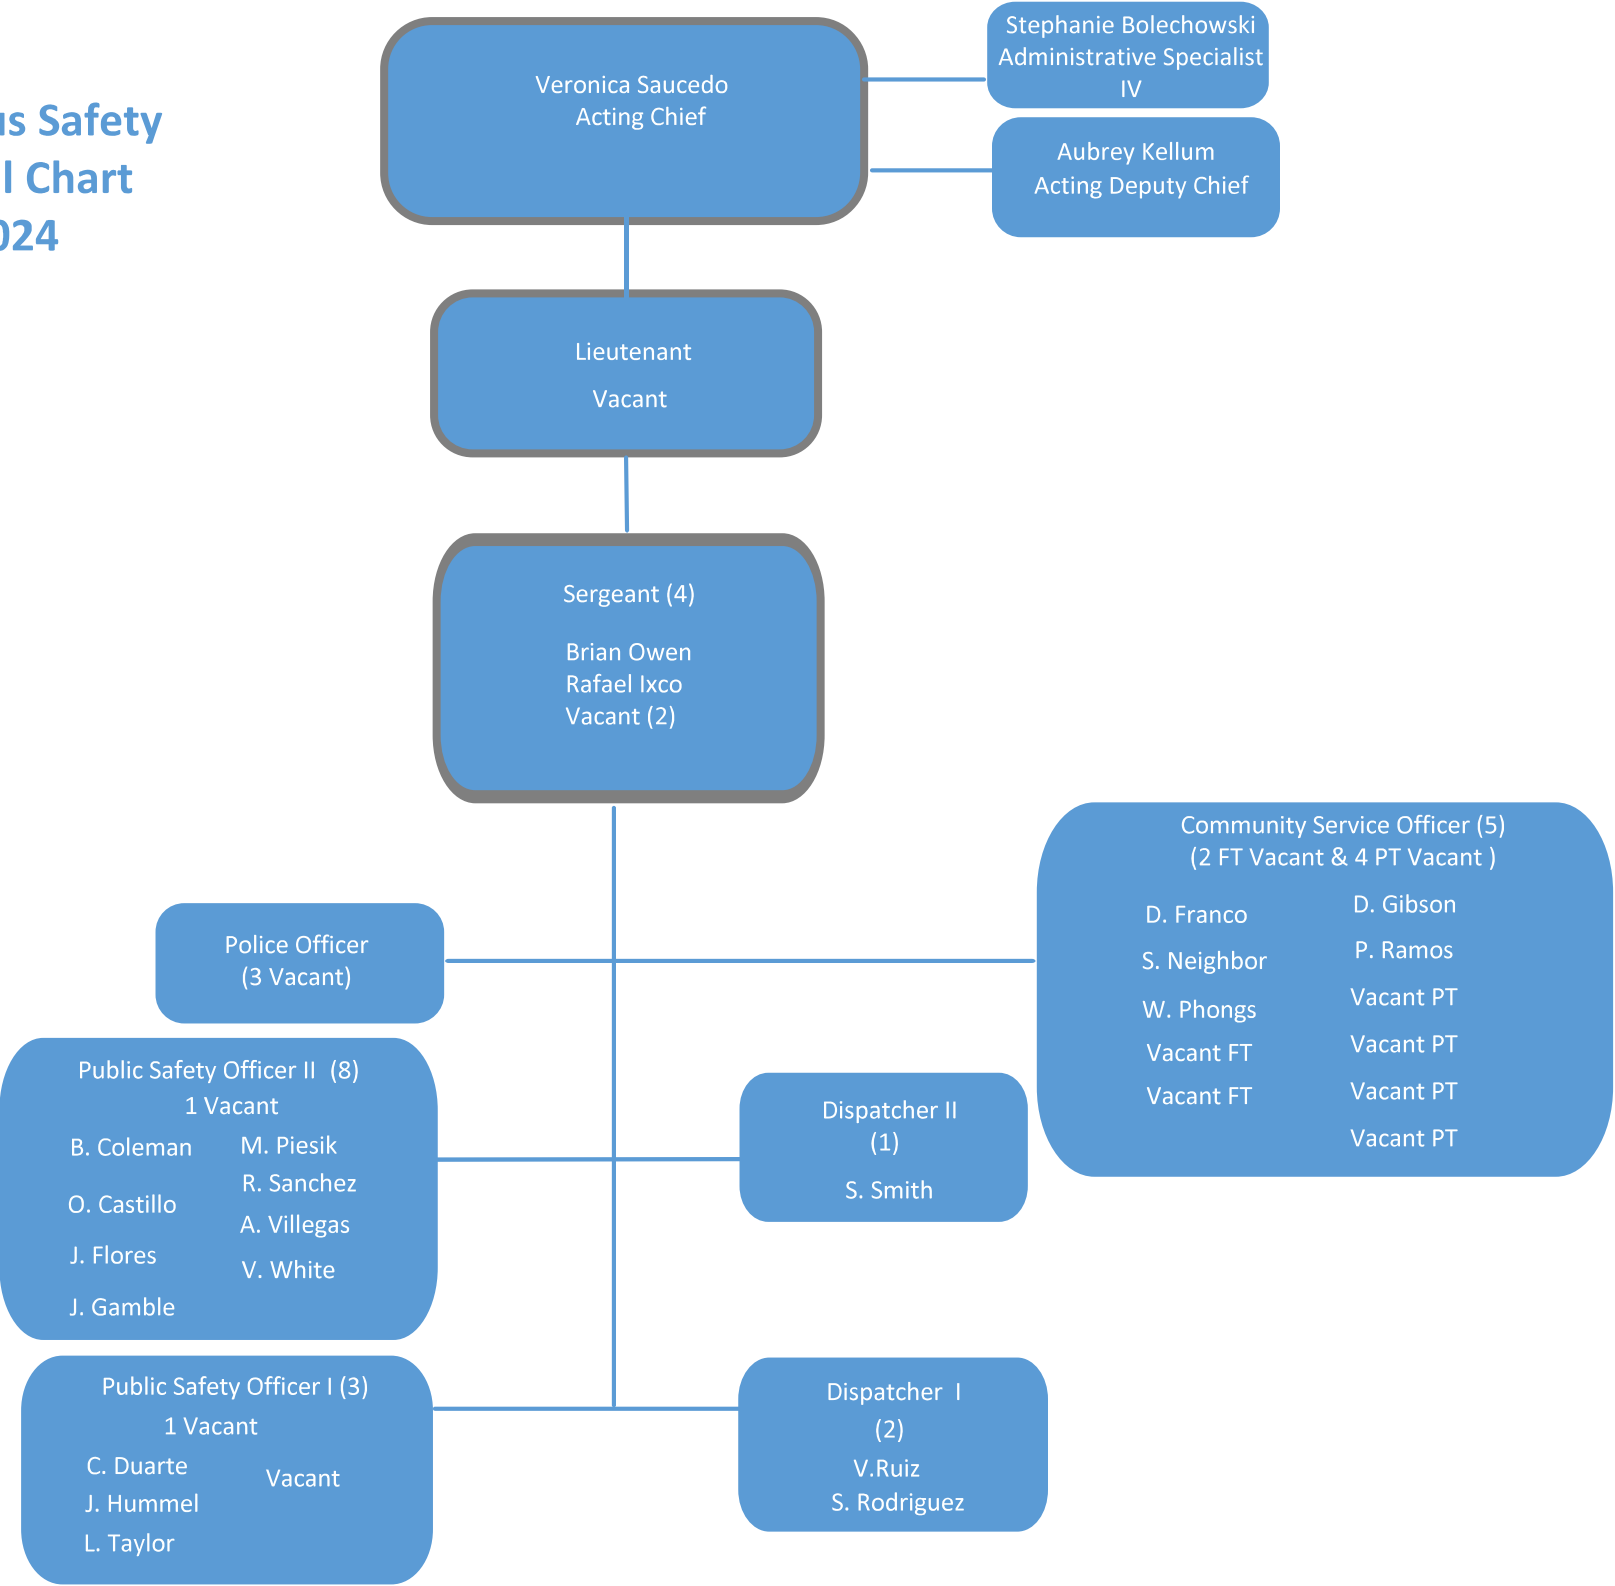 Stephanie Bolechowski
Administrative Specialist
IV
Veronica Saucedo
Acting Chief
us Safety
l Chart
024
Aubrey Kellum
Acting Deputy Chief
Lieutenant
Vacant
Sergeant (4)
Brian Owen
Rafael Ixco
Vacant (2)
Community Service Officer (5)
(2 FT Vacant & 4 PT Vacant )
D. Franco
S. Neighbor
W. Phongs
Vacant FT
Vacant FT
D. Gibson
P. Ramos
Vacant PT
Vacant PT
Vacant PT
Vacant PT
Police Officer
(3 Vacant)
Public Safety Officer II (8)
1 Vacant
B. Coleman
O. Castillo
J. Flores
J. Gamble
M. Piesik
R. Sanchez
A. Villegas
V. White
Dispatcher II
(1)
S. Smith
Public Safety Officer I (3)
1 Vacant
C. Duarte
J. Hummel
L. Taylor
Vacant
Dispatcher I
(2)
V.Ruiz
S. Rodriguez